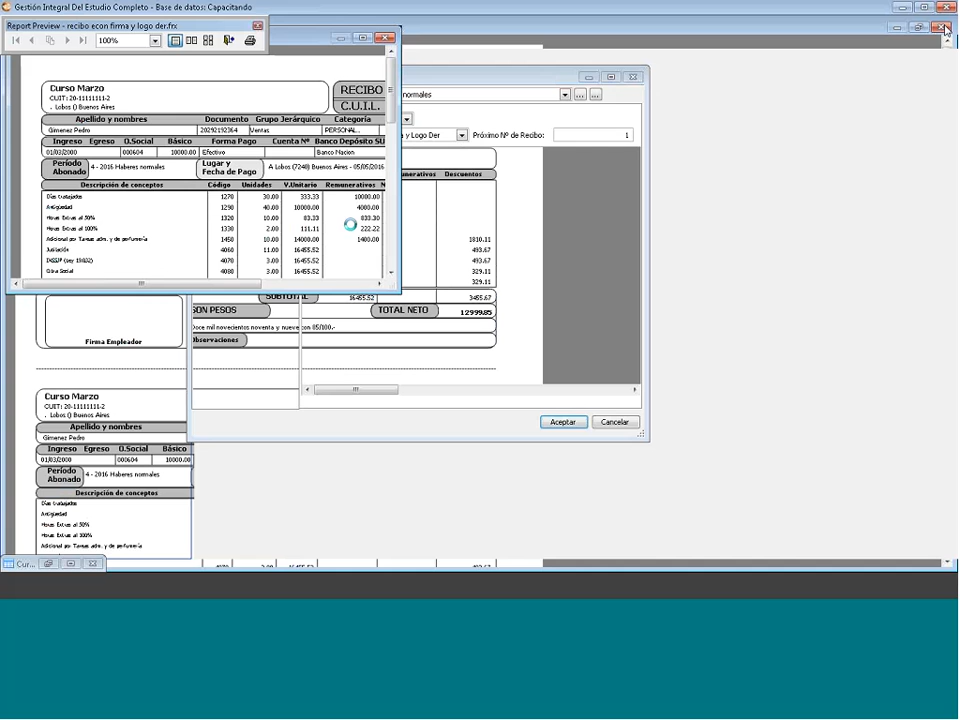 Gestión Integral Del Estudio Completo - Base de datos: Capacitando
Report Preview - recibo econ firma y logo der.frx
100%
Curso Marzo
CUIT: 20-11111111-2
. Lobos () Buenos Aires
RECIBO
C.U.I.L.
Apellido y nombres Documento Grupo Jerárquico Categoría
Gimenez Pedro 20292192364 Ventas PERSONAL..
Ingreso Egreso O.Social Básico Forma Pago Cuenta Nº Banco Depósito SU
01/03/2000 000604 10000.00 Efectivo Banco Nacion
Período Abonado 4 - 2016 Haberes normales Lugar y Fecha de Pago A Lobos (7240) Buenos Aires - 05/05/2016
Descripción de conceptos Código Unidades V.Unitario Remunerativos N
Días trabajados 1270 30.00 333.33 10000.00
Antigüedad 1290 40.00 10000.00 4000.00
Horas Extras al 50% 1320 10.00 83.33 833.30
Horas Extras al 100% 1330 2.00 111.11 222.22
Adicional por Tareas adm. y de perfumería 1450 10.00 14000.00 1400.00
Jubilación 4060 11.00 16455.52
INSSJP (Ley 19032) 4070 3.00 16455.52
Obra Social 4080 3.00 16455.52
normales
y Logo Der Próximo Nº de Recibo: 1
nerativos Descuentos
1810.11
493.67
329.11
493.67
329.11
SUBTOTAL 16455.52 3455.67
SON PESOS TOTAL NETO 12999.85
Doce mil novecientos noventa y nueve con 85/100.-
Observaciones
Aceptar Cancelar
Firma Empleador
Curso Marzo
CUIT: 20-11111111-2
. Lobos () Buenos Aires
Apellido y nombres
Gimenez Pedro
Ingreso Egreso O.Social Básico
01/03/2000 000604 10000.00
Período Abonado 4 - 2016 Haberes normales
Descripción de conceptos
Días trabajados
Antigüedad
Horas Extras al 50%
Horas Extras al 100%
Adicional por Tareas adm. y de perfumería
Cur...